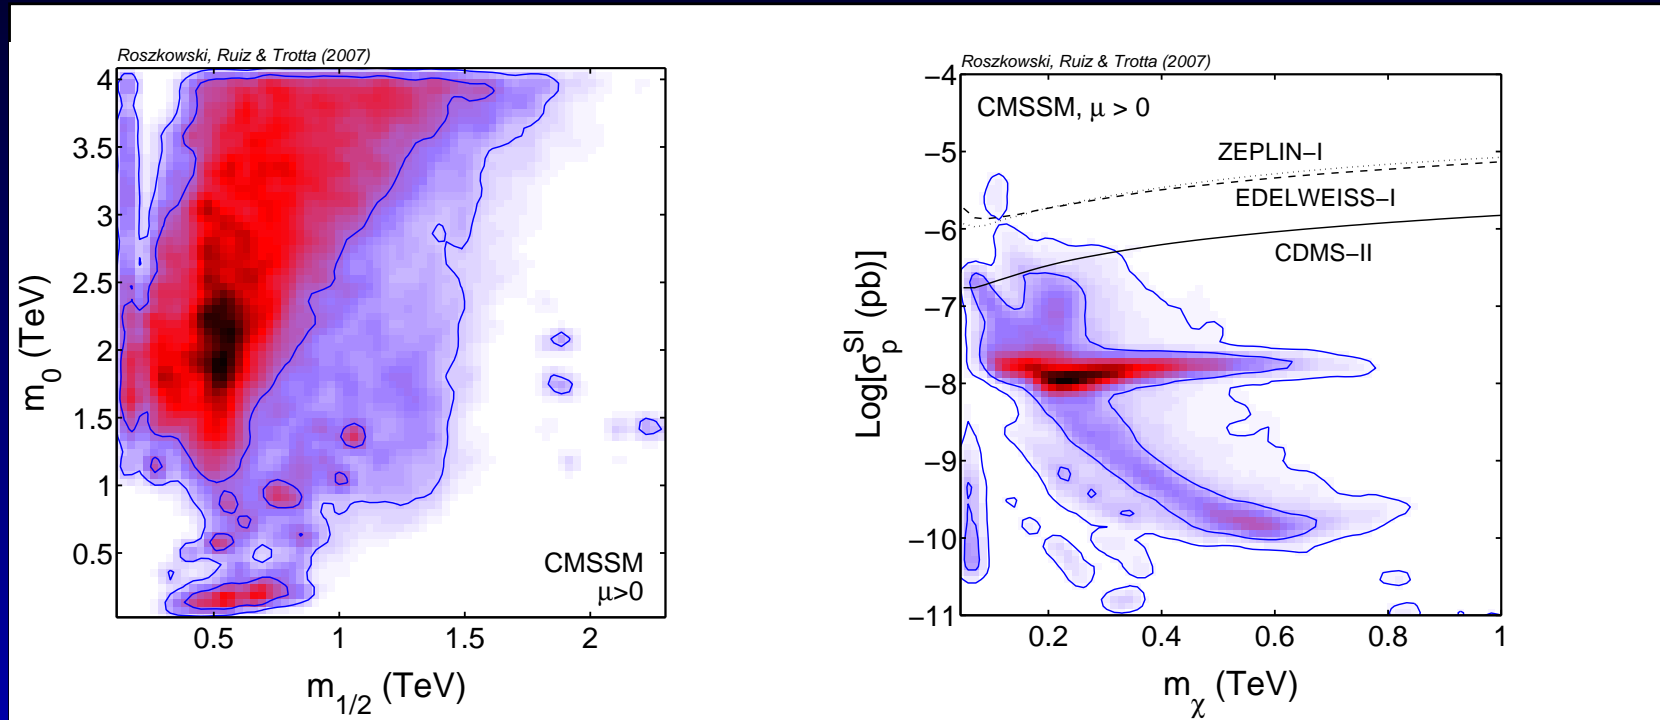 Roszkowski, Ruiz & Trotta (2007)
4
3.5
3
2.5
2
1.5
1
0.5
m₀ (TeV)
CMSSM
μ>0
0.5 1 1.5 2
m₁/₂ (TeV)
Roszkowski, Ruiz & Trotta (2007)
−4
−5
−6
−7
−8
−9
−10
−11
Log[σₚˢᴵ (pb)]
CMSSM, μ > 0
ZEPLIN−I
EDELWEISS−I
CDMS−II
0.2 0.4 0.6 0.8 1
mᵪ (TeV)